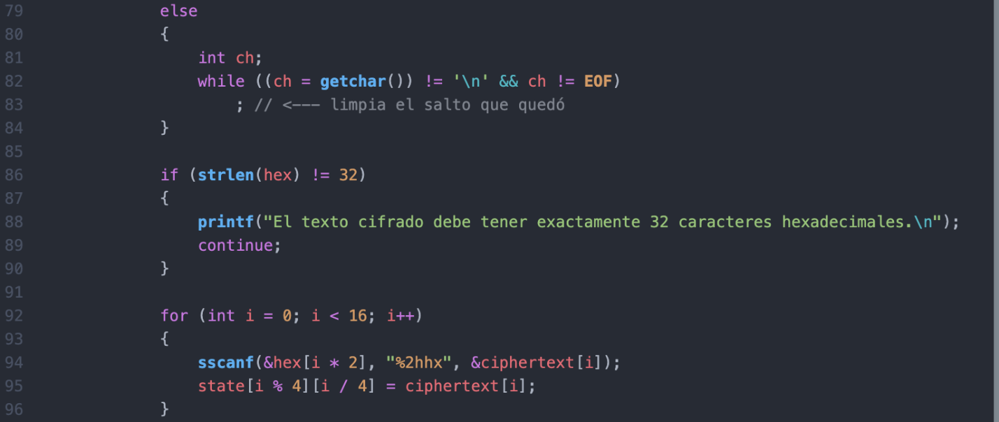 79 else
80 {
81 int ch;
82 while ((ch = getchar()) != '\n' && ch != EOF)
83 ; // <--- limpia el salto que quedó
84 }
85
86 if (strlen(hex) != 32)
87 {
88 printf("El texto cifrado debe tener exactamente 32 caracteres hexadecimales.\n");
89 continue;
90 }
91
92 for (int i = 0; i < 16; i++)
93 {
94 sscanf(&hex[i * 2], "%2hhx", &ciphertext[i]);
95 state[i % 4][i / 4] = ciphertext[i];
96 }